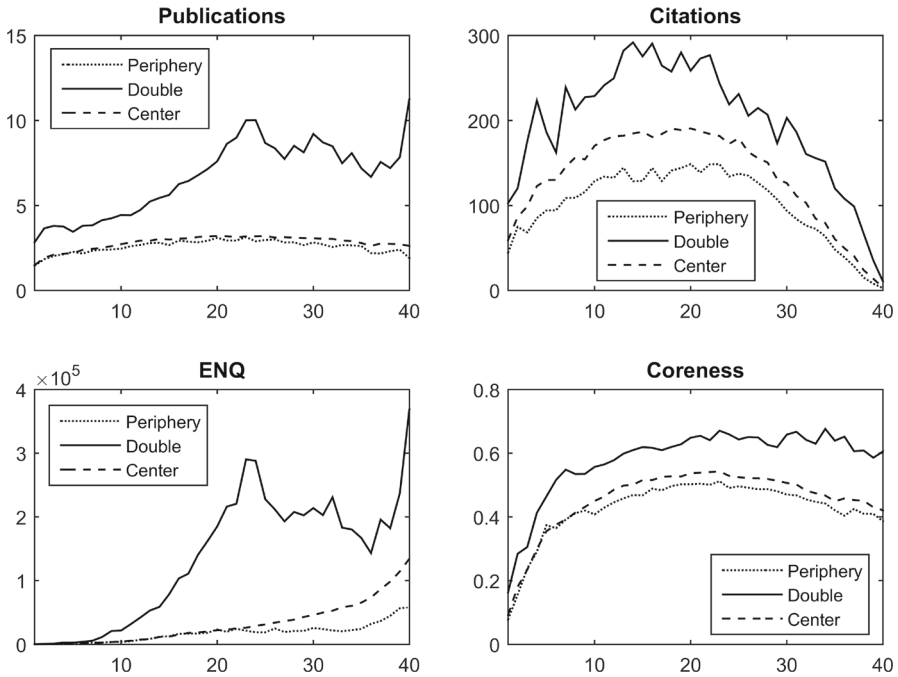 Publications
15
10
5
0
Periphery
Double
Center
10 20 30 40
Citations
300
200
100
0
Periphery
Double
Center
10 20 30 40
ENQ
×10⁵
4
3
2
1
0
Periphery
Double
Center
10 20 30 40
Coreness
0.8
0.6
0.4
0.2
0
Periphery
Double
Center
10 20 30 40